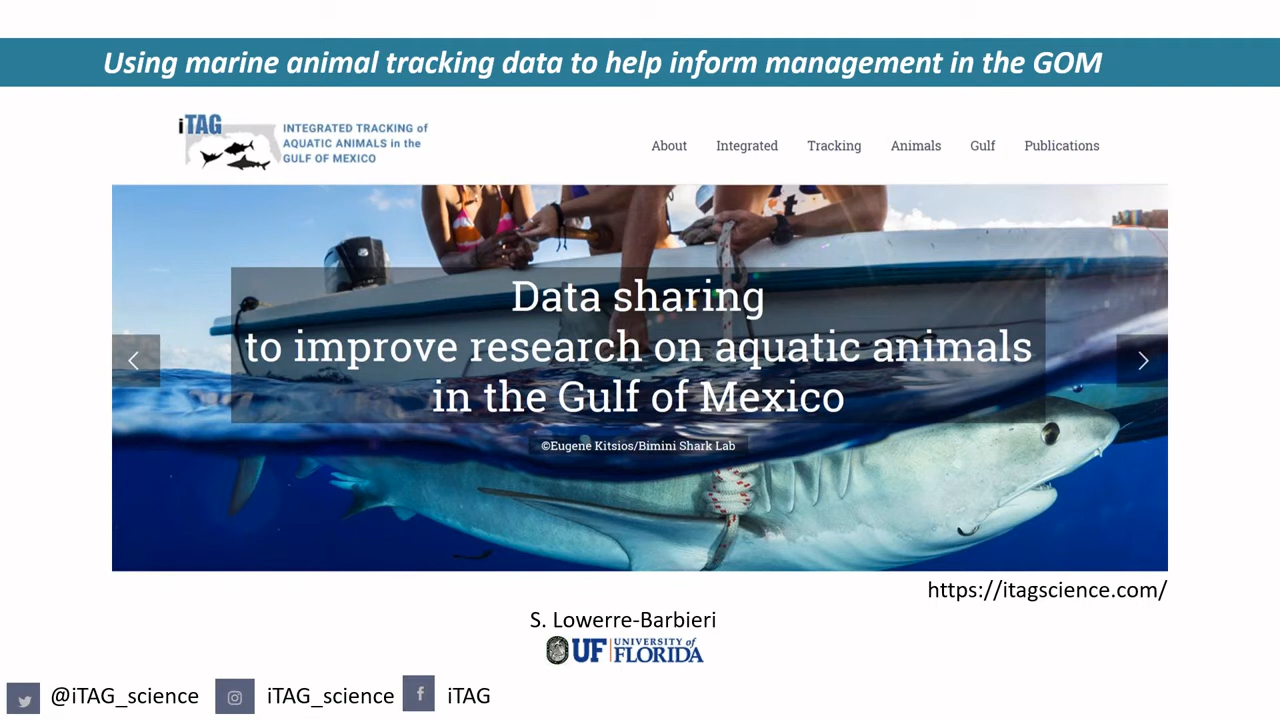 Using marine animal tracking data to help inform management in the GOM
iTAG
INTEGRATED TRACKING of
AQUATIC ANIMALS in the
GULF OF MEXICO
About Integrated Tracking Animals Gulf Publications
Data sharing
to improve research on aquatic animals
in the Gulf of Mexico
©Eugene Kitsios/Bimini Shark Lab
https://itagscience.com/
S. Lowerre-Barbieri
UF UNIVERSITY of
FLORIDA
@iTAG_science iTAG_science iTAG